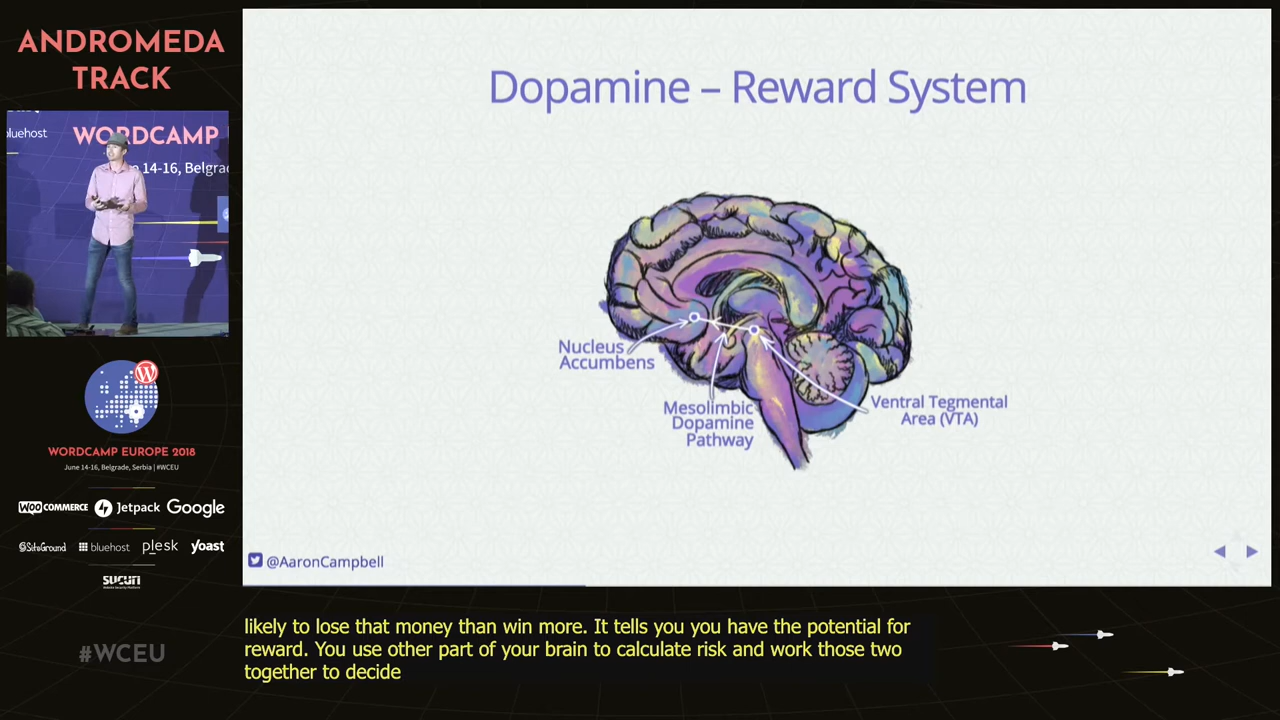 ANDROMEDA
TRACK
bluehost
WORDCAMP
14-16, Belgrad
WORDCAMP EUROPE 2018
June 14-16, Belgrade, Serbia | #WCEU
WOO COMMERCE Jetpack Google
SiteGround bluehost plesk yoast
SUCURI
#WCEU
Dopamine – Reward System
Nucleus
Accumbens
Mesolimbic
Dopamine
Pathway
Ventral Tegmental
Area (VTA)
@AaronCampbell
likely to lose that money than win more. It tells you you have the potential for
reward. You use other part of your brain to calculate risk and work those two
together to decide